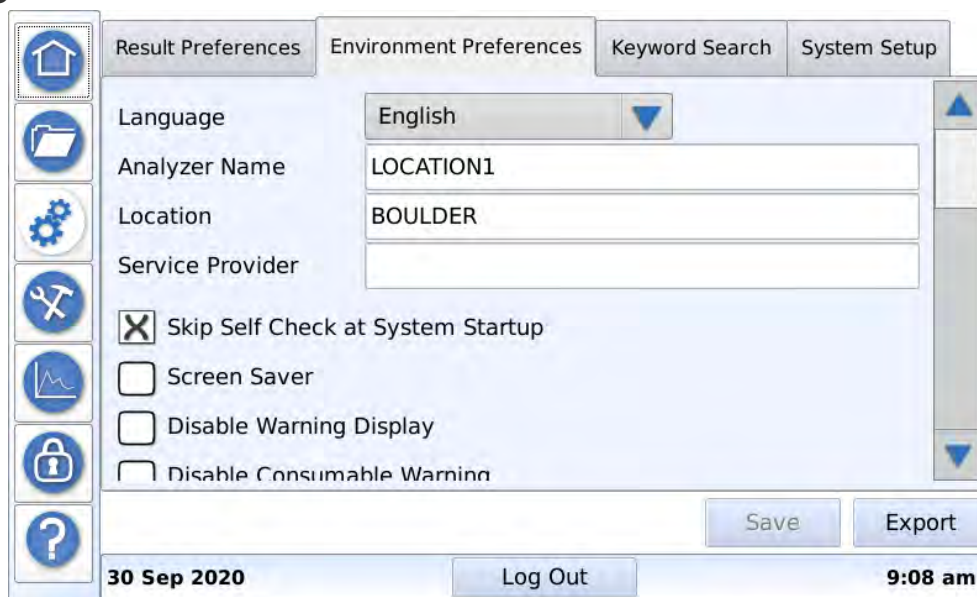 Result Preferences Environment Preferences Keyword Search System Setup
Language English
Analyzer Name LOCATION1
Location BOULDER
Service Provider
Skip Self Check at System Startup
Screen Saver
Disable Warning Display
Disable Consumable Warning
Save Export
30 Sep 2020 Log Out 9:08 am